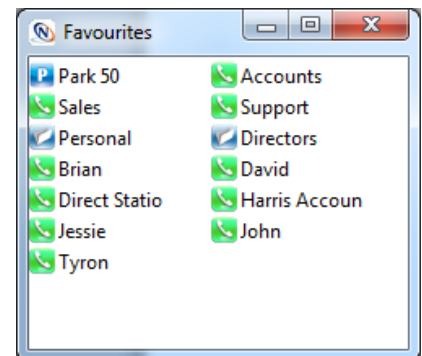 Favourites
Park 50 Accounts
Sales Support
Personal Directors
Brian David
Direct Statio Harris Accoun
Jessie John
Tyron